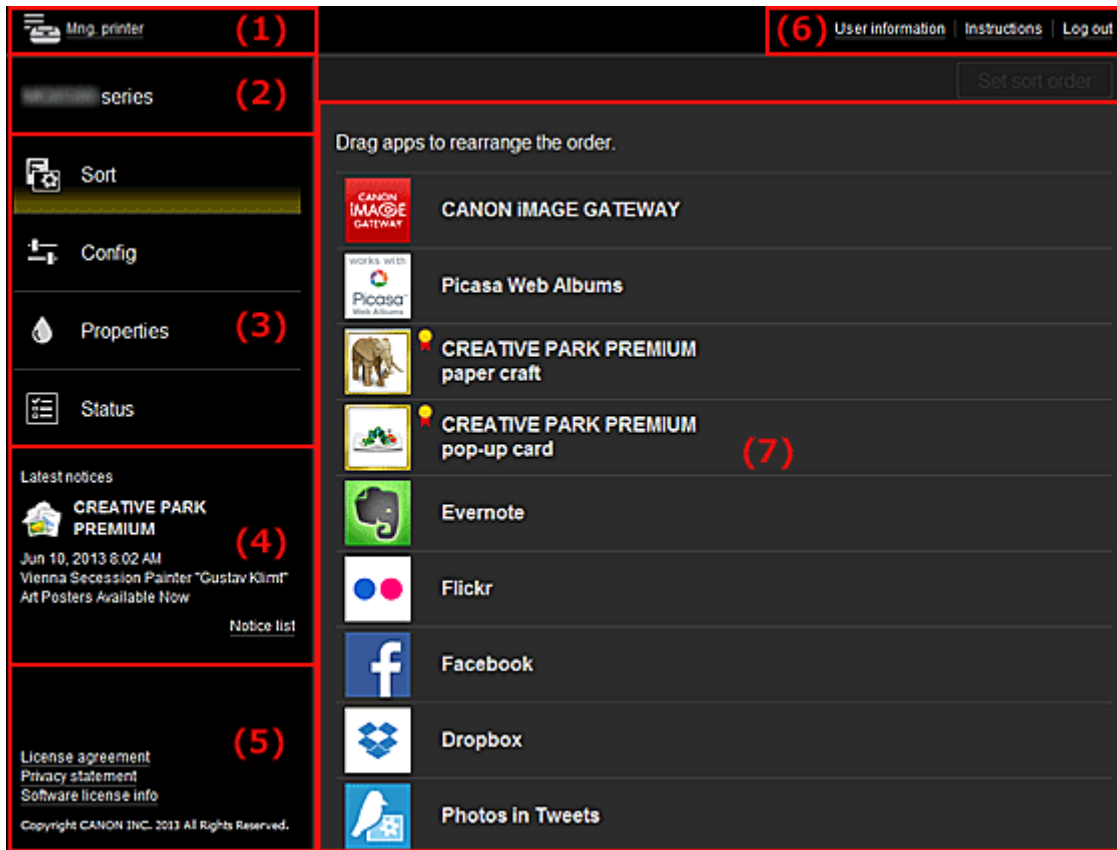 Mng. printer
(1)
(6)
User information
Instructions
Log out
series
(2)
Set sort order
Sort
Config
Properties
(3)
Status
Latest notices
CREATIVE PARK
PREMIUM
(4)
Jun 10, 2013 8:02 AM
Vienna Secession Painter "Gustav Klimt"
Art Posters Available Now
Notice list
(5)
License agreement
Privacy statement
Software license info
Copyright CANON INC. 2013 All Rights Reserved.
Drag apps to rearrange the order.
CANON
iMAGE
GATEWAY
CANON iMAGE GATEWAY
works with
Picasa™
Web Albums
Picasa Web Albums
CREATIVE PARK PREMIUM
paper craft
CREATIVE PARK PREMIUM
pop-up card
(7)
Evernote
Flickr
f
Facebook
Dropbox
Photos in Tweets